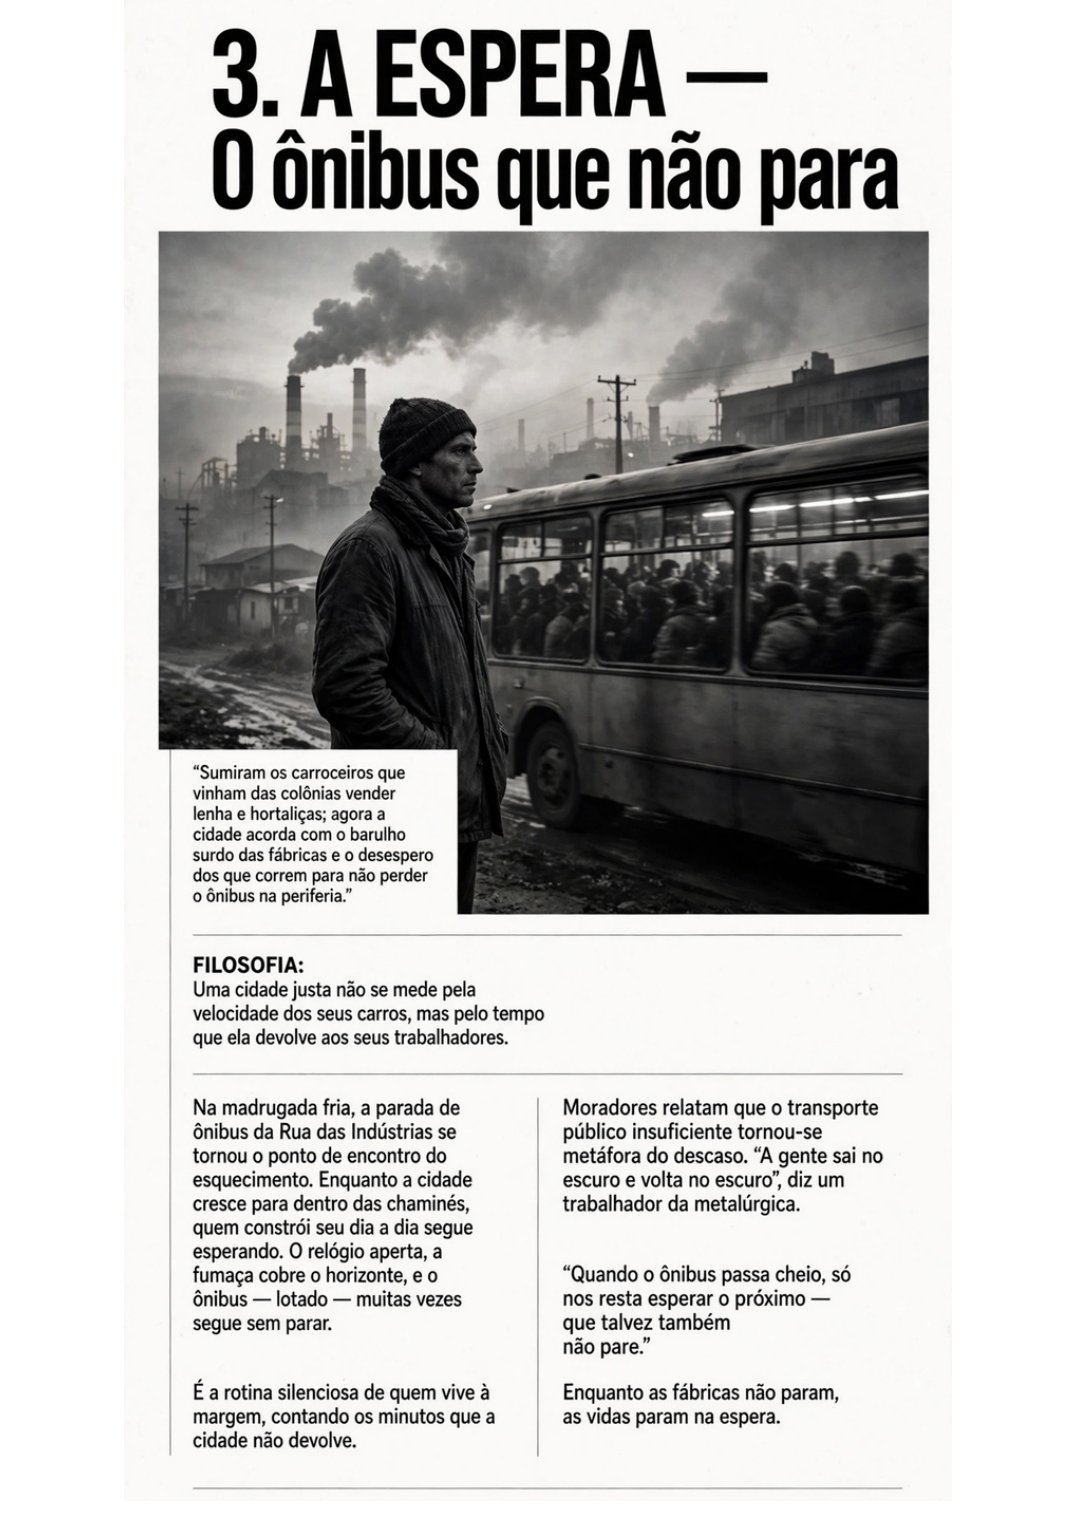 3. A ESPERA —
O ônibus que não para
“Sumiram os carroceiros que
vinham das colônias vender
lenha e hortaliças; agora a
cidade acorda com o barulho
surdo das fábricas e o desespero
dos que correm para não perder
o ônibus na periferia.”
FILOSOFIA:
Uma cidade justa não se mede pela
velocidade dos seus carros, mas pelo tempo
que ela devolve aos seus trabalhadores.
Na madrugada fria, a parada de
ônibus da Rua das Indústrias se
tornou o ponto de encontro do
esquecimento. Enquanto a cidade
cresce para dentro das chaminés,
quem constrói seu dia a dia segue
esperando. O relógio aperta, a
fumaça cobre o horizonte, e o
ônibus — lotado — muitas vezes
segue sem parar.
É a rotina silenciosa de quem vive à
margem, contando os minutos que a
cidade não devolve.
Moradores relatam que o transporte
público insuficiente tornou-se
metáfora do descaso. “A gente sai no
escuro e volta no escuro”, diz um
trabalhador da metalúrgica.
“Quando o ônibus passa cheio, só
nos resta esperar o próximo —
que talvez também
não pare.”
Enquanto as fábricas não param,
as vidas param na espera.